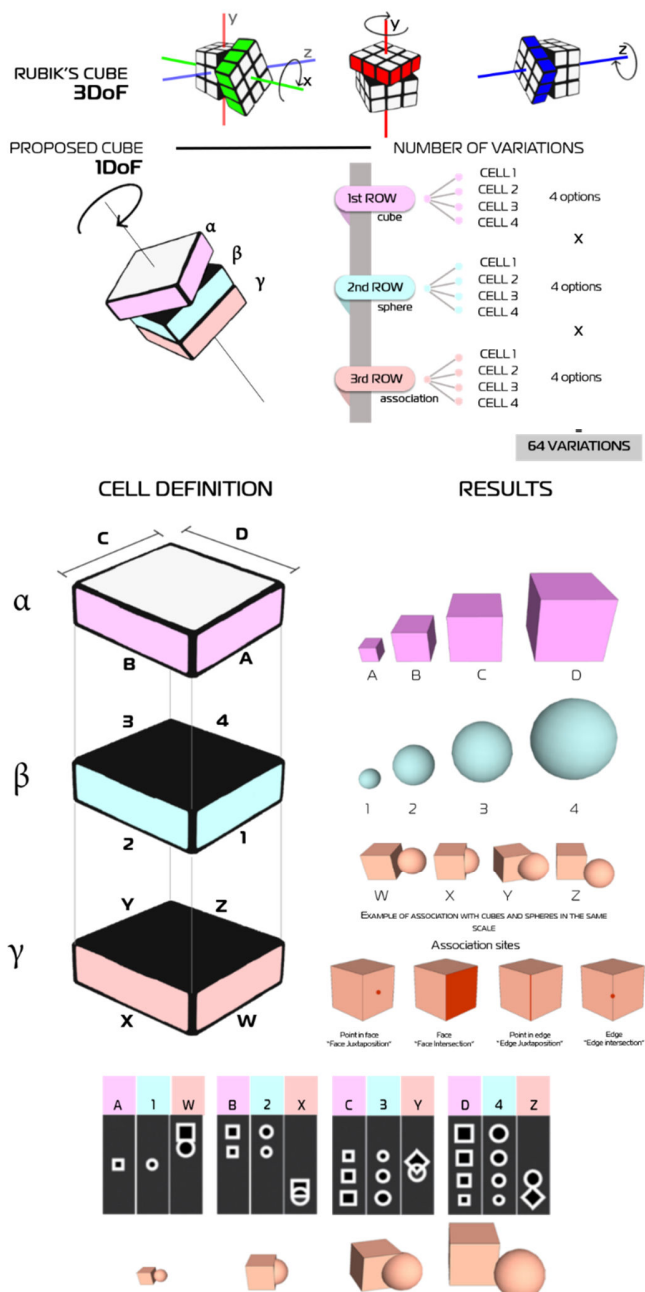 y
z
x
y
z
RUBIK'S CUBE
3DoF
PROPOSED CUBE
1DoF
NUMBER OF VARIATIONS
α
β
γ
1st ROW
cube
CELL 1
CELL 2
CELL 3
CELL 4
4 options
x
2nd ROW
sphere
CELL 1
CELL 2
CELL 3
CELL 4
4 options
x
3rd ROW
association
CELL 1
CELL 2
CELL 3
CELL 4
4 options
=
64 VARIATIONS
CELL DEFINITION
C
D
α
B
A
3
4
β
2
1
Y
Z
γ
X
W
RESULTS
A B C D
1 2 3 4
W X Y Z
EXAMPLE OF ASSOCIATION WITH CUBES AND SPHERES IN THE SAME
SCALE
Association sites
Point in face
"Face Juxtaposition"
Face
"Face Intersection"
Point in edge
"Edge Juxtaposition"
Edge
"Edge intersection"
A 1 W B 2 X C 3 Y D 4 Z